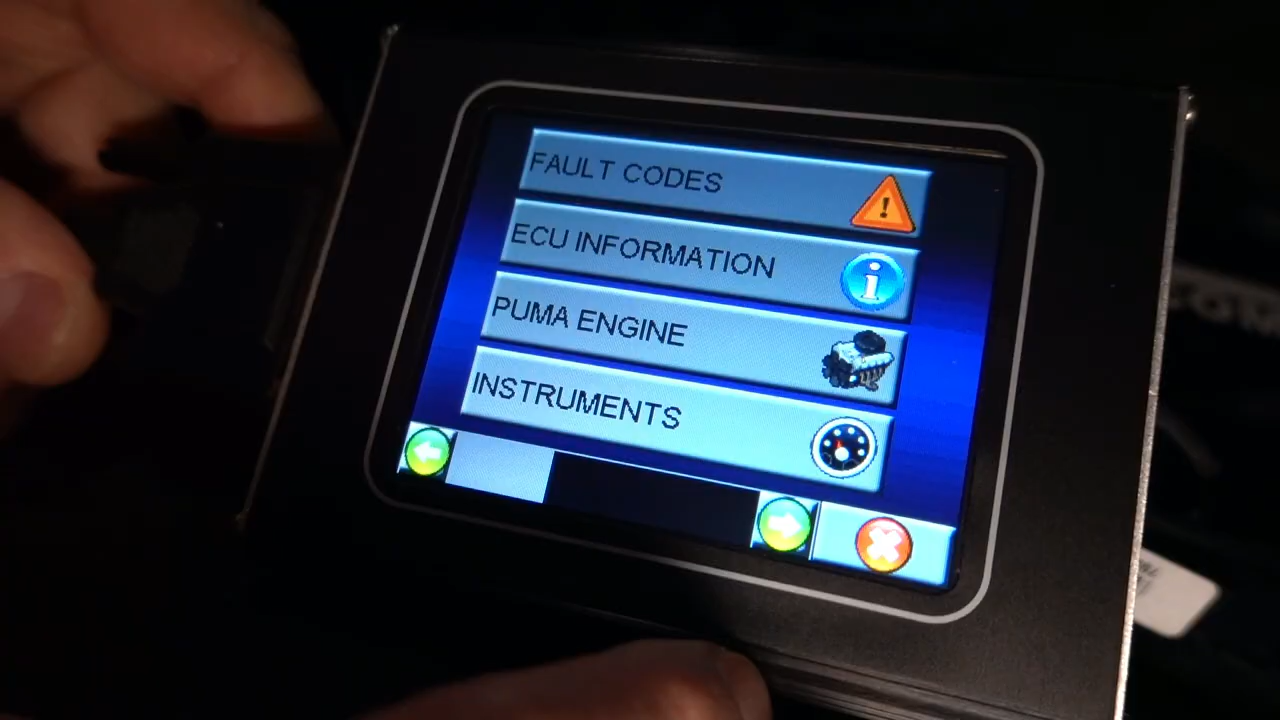 FAULT CODES
ECU INFORMATION
PUMA ENGINE
INSTRUMENTS